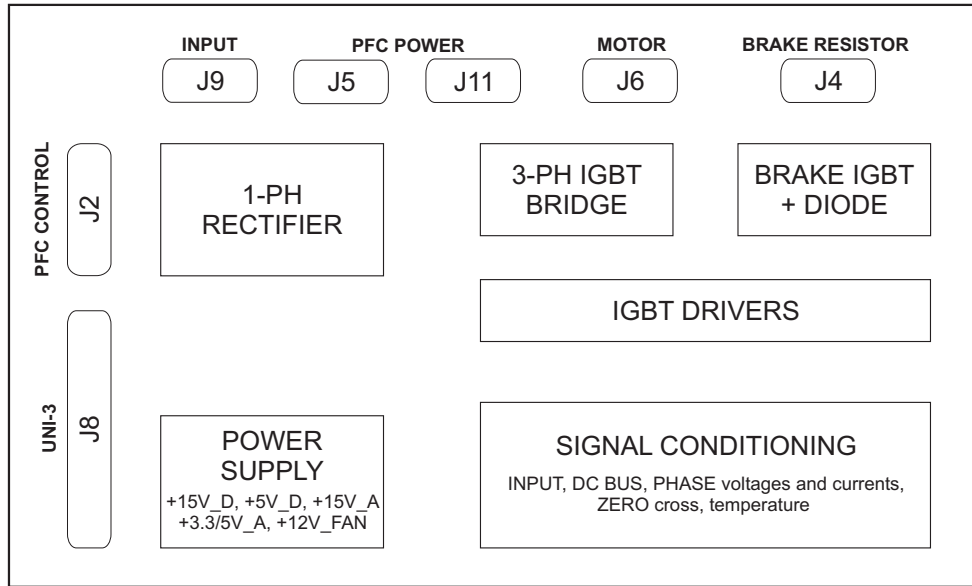 INPUT
PFC POWER
MOTOR
BRAKE RESISTOR
J9
J5
J11
J6
J4
PFC CONTROL
J2
1-PH
RECTIFIER
3-PH IGBT
BRIDGE
BRAKE IGBT
+ DIODE
IGBT DRIVERS
UNI-3
J8
POWER
SUPPLY
+15V_D, +5V_D, +15V_A
+3.3/5V_A, +12V_FAN
SIGNAL CONDITIONING
INPUT, DC BUS, PHASE voltages and currents,
ZERO cross, temperature